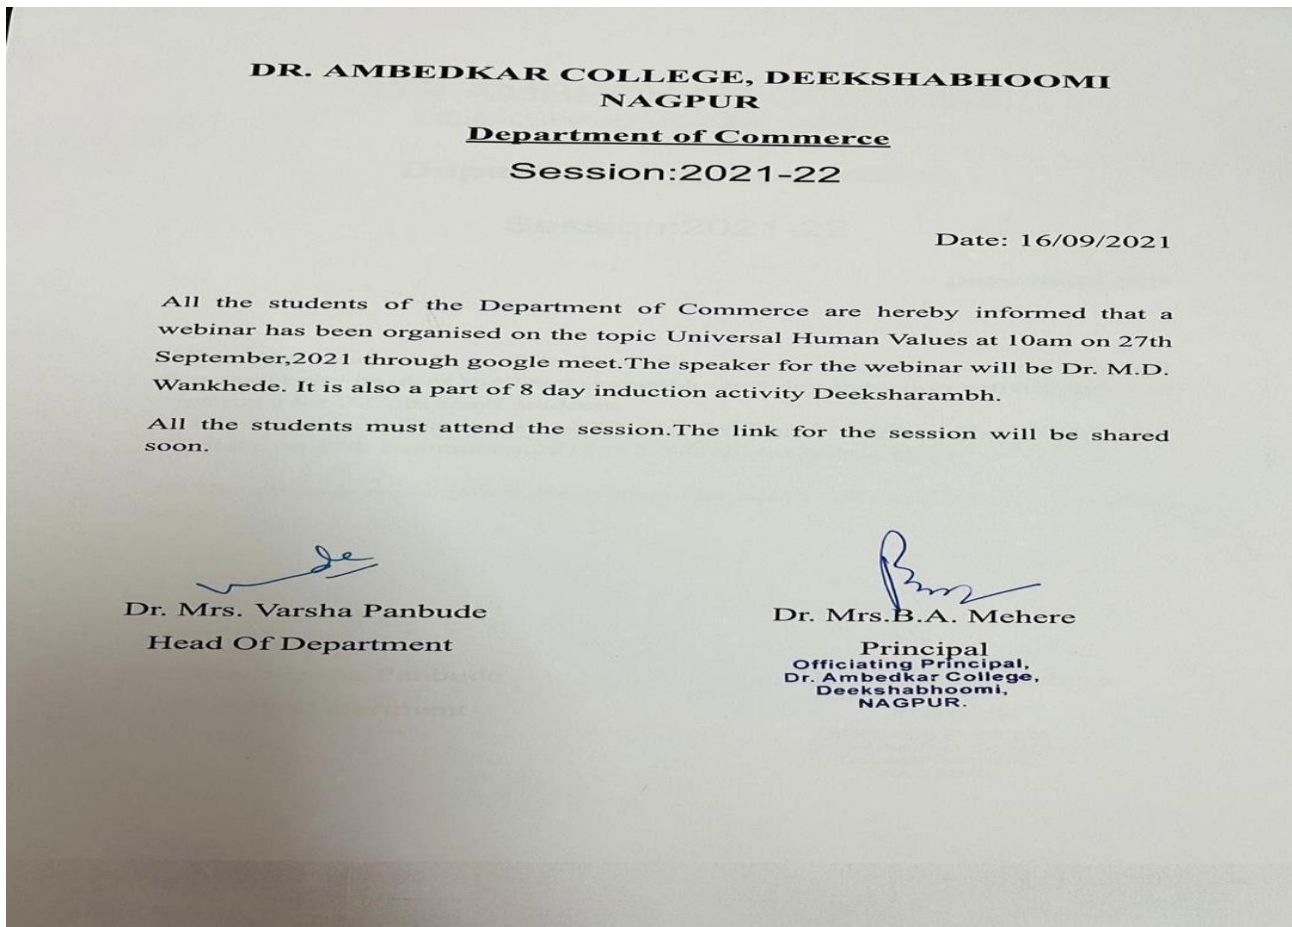 DR. AMBEDKAR COLLEGE, DEEKSHABHOOMI
NAGPUR
Department of Commerce
Session:2021-22
Date: 16/09/2021
All the students of the Department of Commerce are hereby informed that a
webinar has been organised on the topic Universal Human Values at 10am on 27th
September,2021 through google meet.The speaker for the webinar will be Dr. M.D.
Wankhede. It is also a part of 8 day induction activity Deeksharambh.
All the students must attend the session.The link for the session will be shared
soon.
Dr. Mrs. Varsha Panbude
Head Of Department
Dr. Mrs.B.A. Mehere
Principal
Officiating Principal,
Dr. Ambedkar College,
Deekshabhoomi,
NAGPUR.